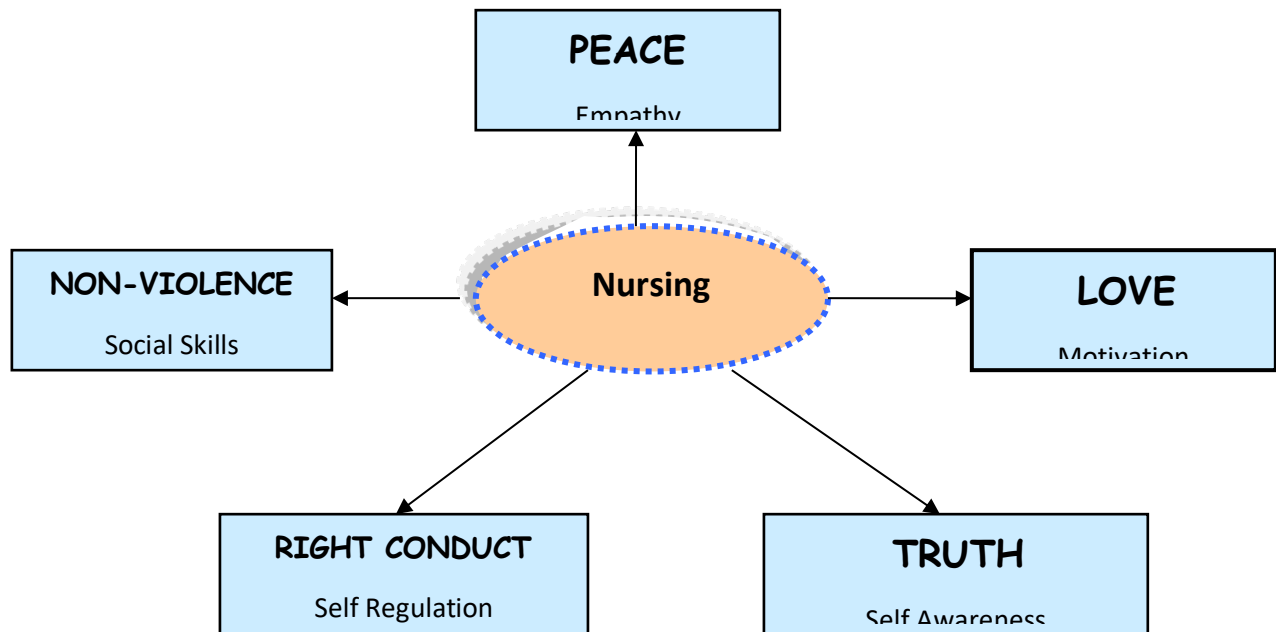 PEACE
Empathy
NON-VIOLENCE
Social Skills
Nursing
LOVE
Motivation
RIGHT CONDUCT
Self Regulation
TRUTH
Self Awareness